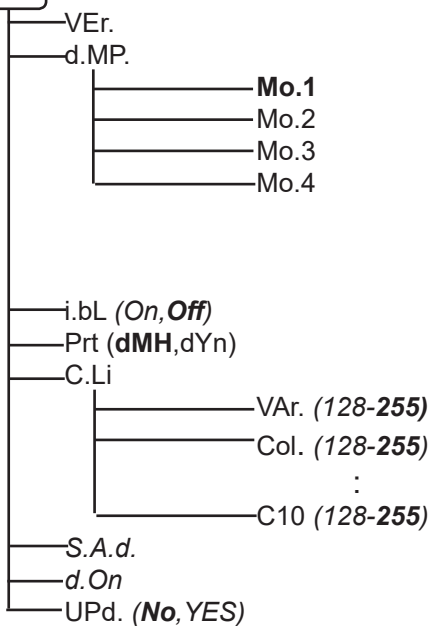 VEr.
d.MP.
Mo.1
Mo.2
Mo.3
Mo.4
i.bL (On,Off)
Prt (dMH,dYn)
C.Li
VAr. (128-255)
Col. (128-255)
:
C10 (128-255)
S.A.d.
d.On
UPd. (No,YES)